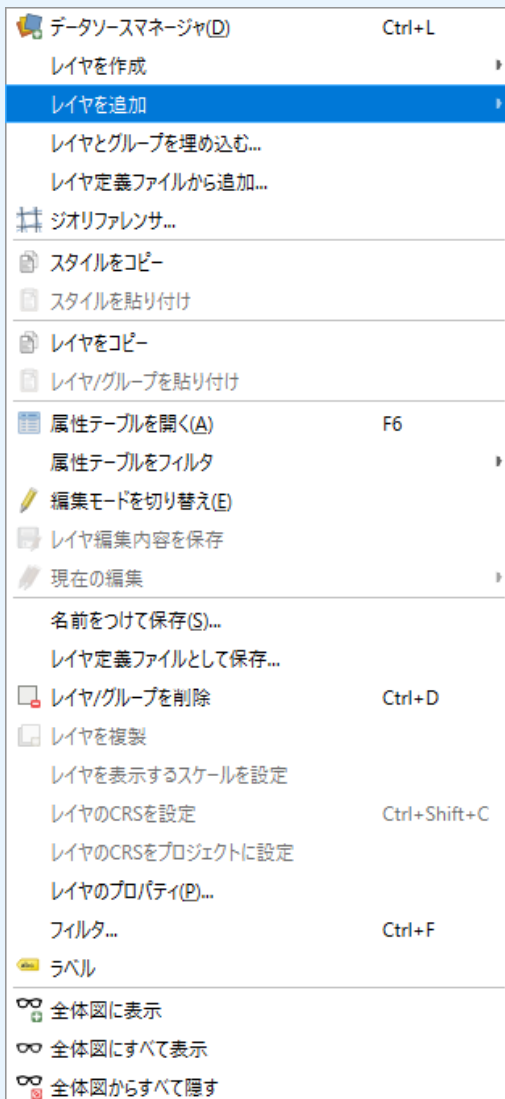 データソースマネージャ(D) Ctrl+L
レイヤを作成
レイヤを追加
レイヤとグループを埋め込む...
レイヤ定義ファイルから追加...
ジオリファレンサ...
スタイルをコピー
スタイルを貼り付け
レイヤをコピー
レイヤ/グループを貼り付け
属性テーブルを開く(A) F6
属性テーブルをフィルタ
編集モードを切り替え(E)
レイヤ編集内容を保存
現在の編集
名前をつけて保存(S)...
レイヤ定義ファイルとして保存...
レイヤ/グループを削除 Ctrl+D
レイヤを複製
レイヤを表示するスケールを設定
レイヤのCRSを設定 Ctrl+Shift+C
レイヤのCRSをプロジェクトに設定
レイヤのプロパティ(P)...
フィルタ... Ctrl+F
ラベル
全体図に表示
全体図にすべて表示
全体図からすべて隠す